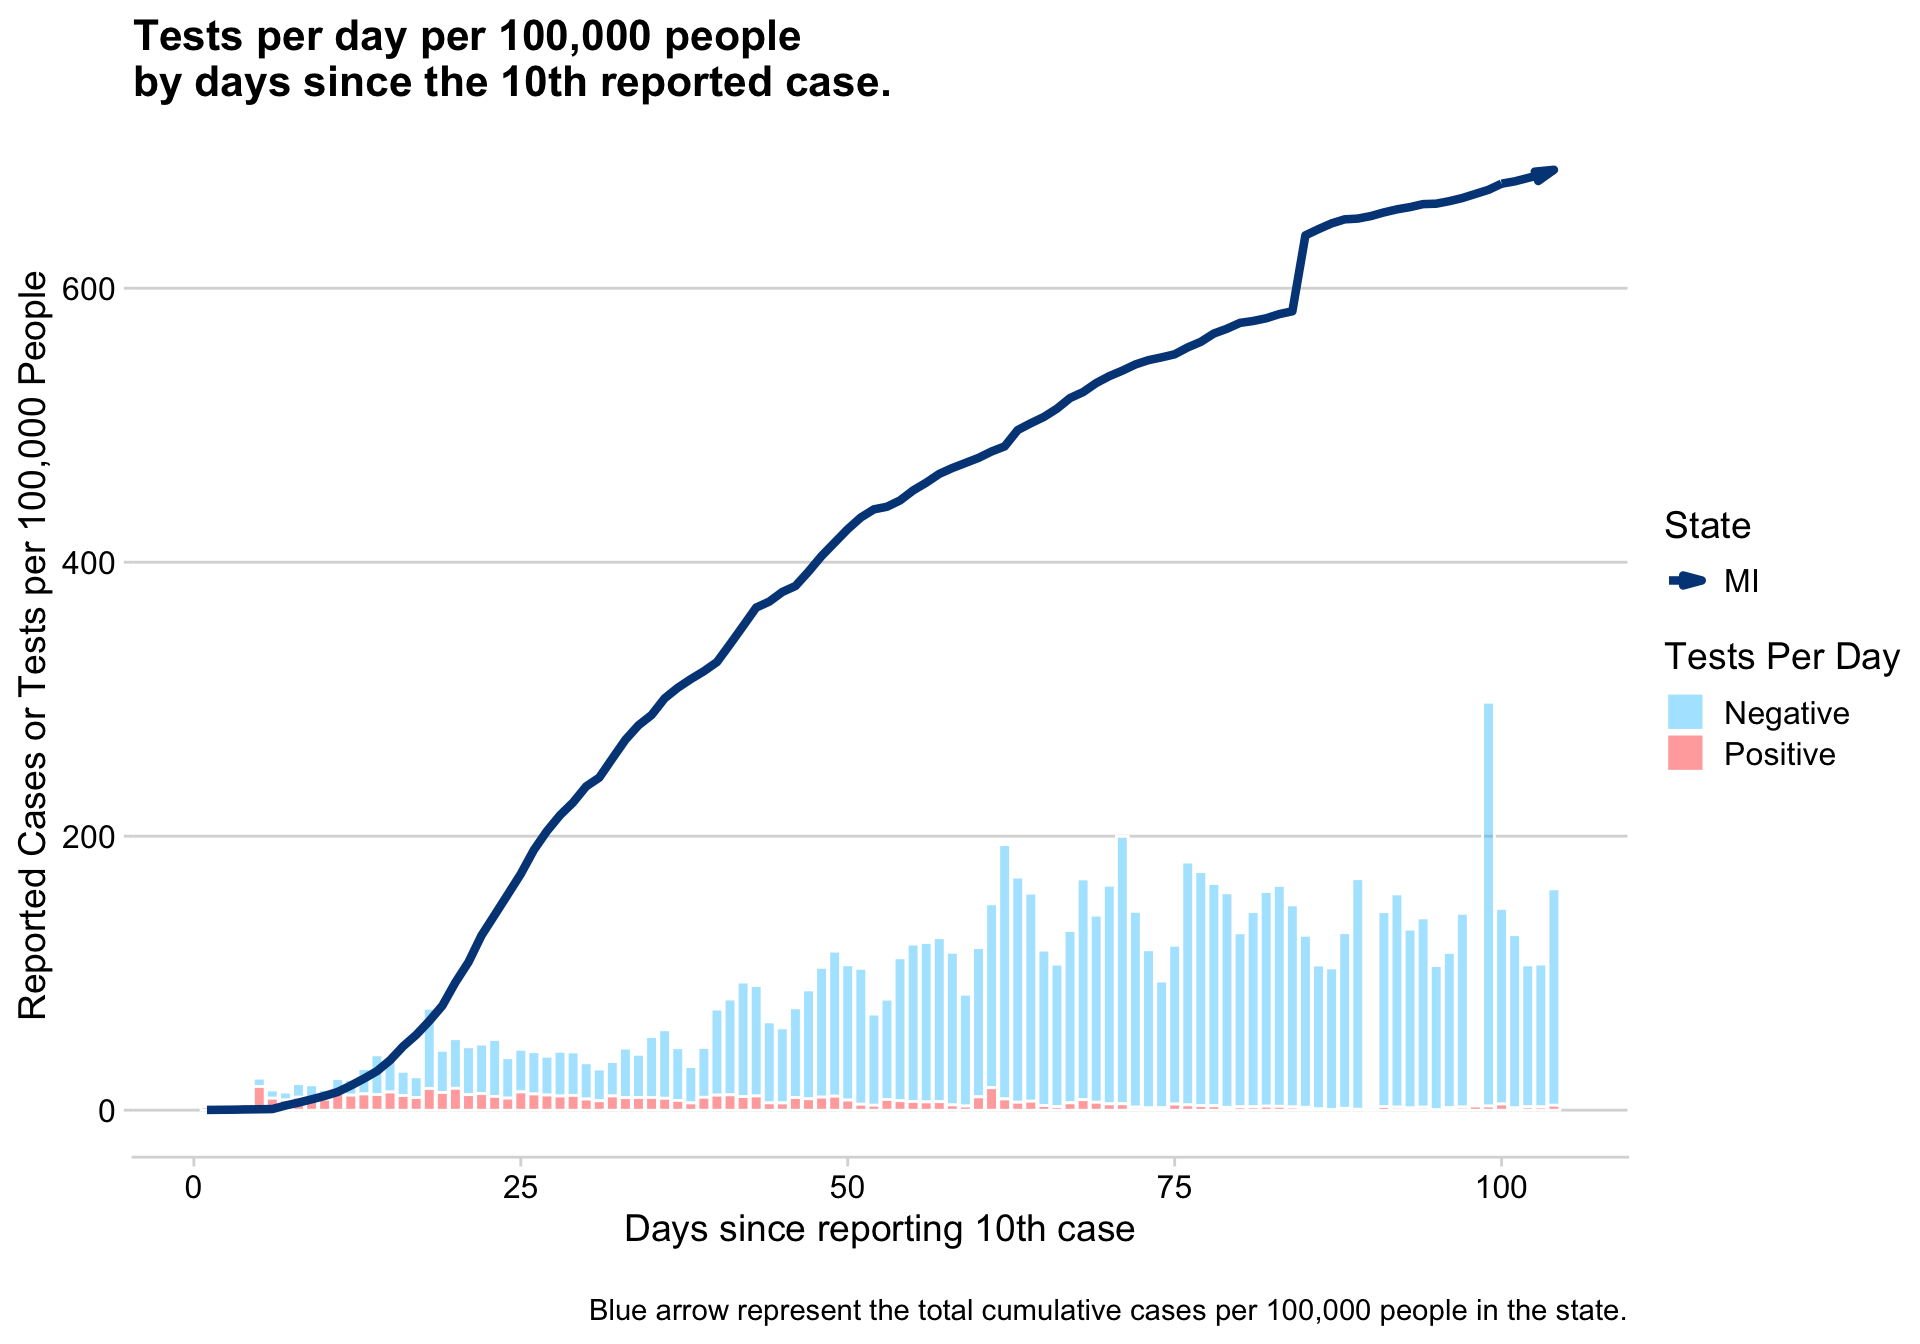 Tests per day per 100,000 people
by days since the 10th reported case.
Reported Cases or Tests per 100,000 People
600
400
200
0
0
25
50
75
100
Days since reporting 10th case
State
MI
Tests Per Day
Negative
Positive
Blue arrow represent the total cumulative cases per 100,000 people in the state.